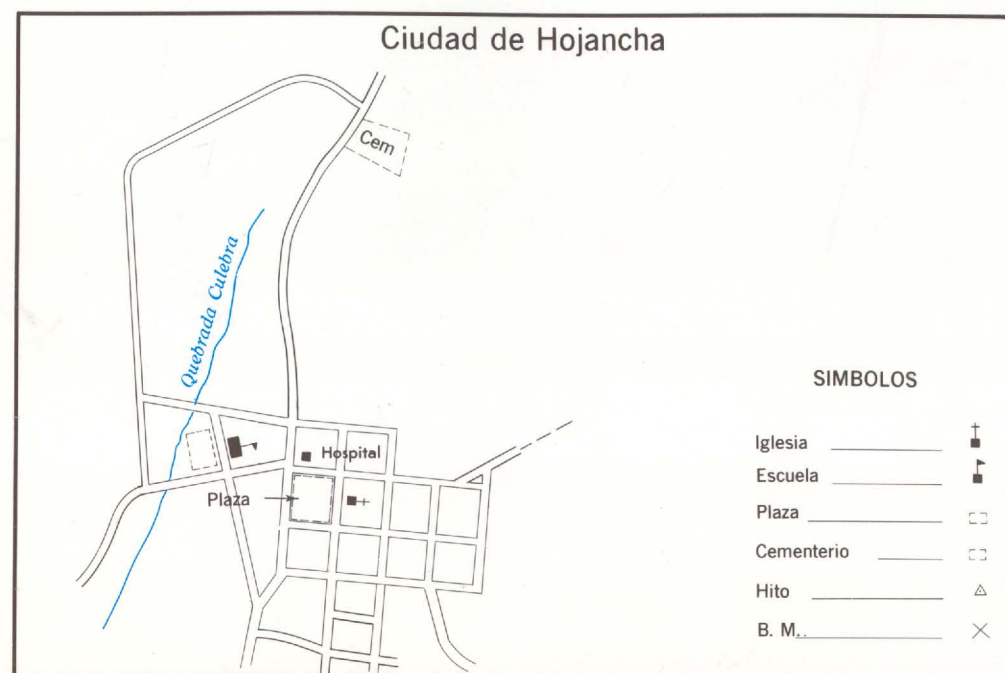 Ciudad de Hojancha
Cem
Quebrada Culebra
Hospital
Plaza
SIMBOLOS
Iglesia
Escuela
Plaza
Cementerio
Hito
B. M..